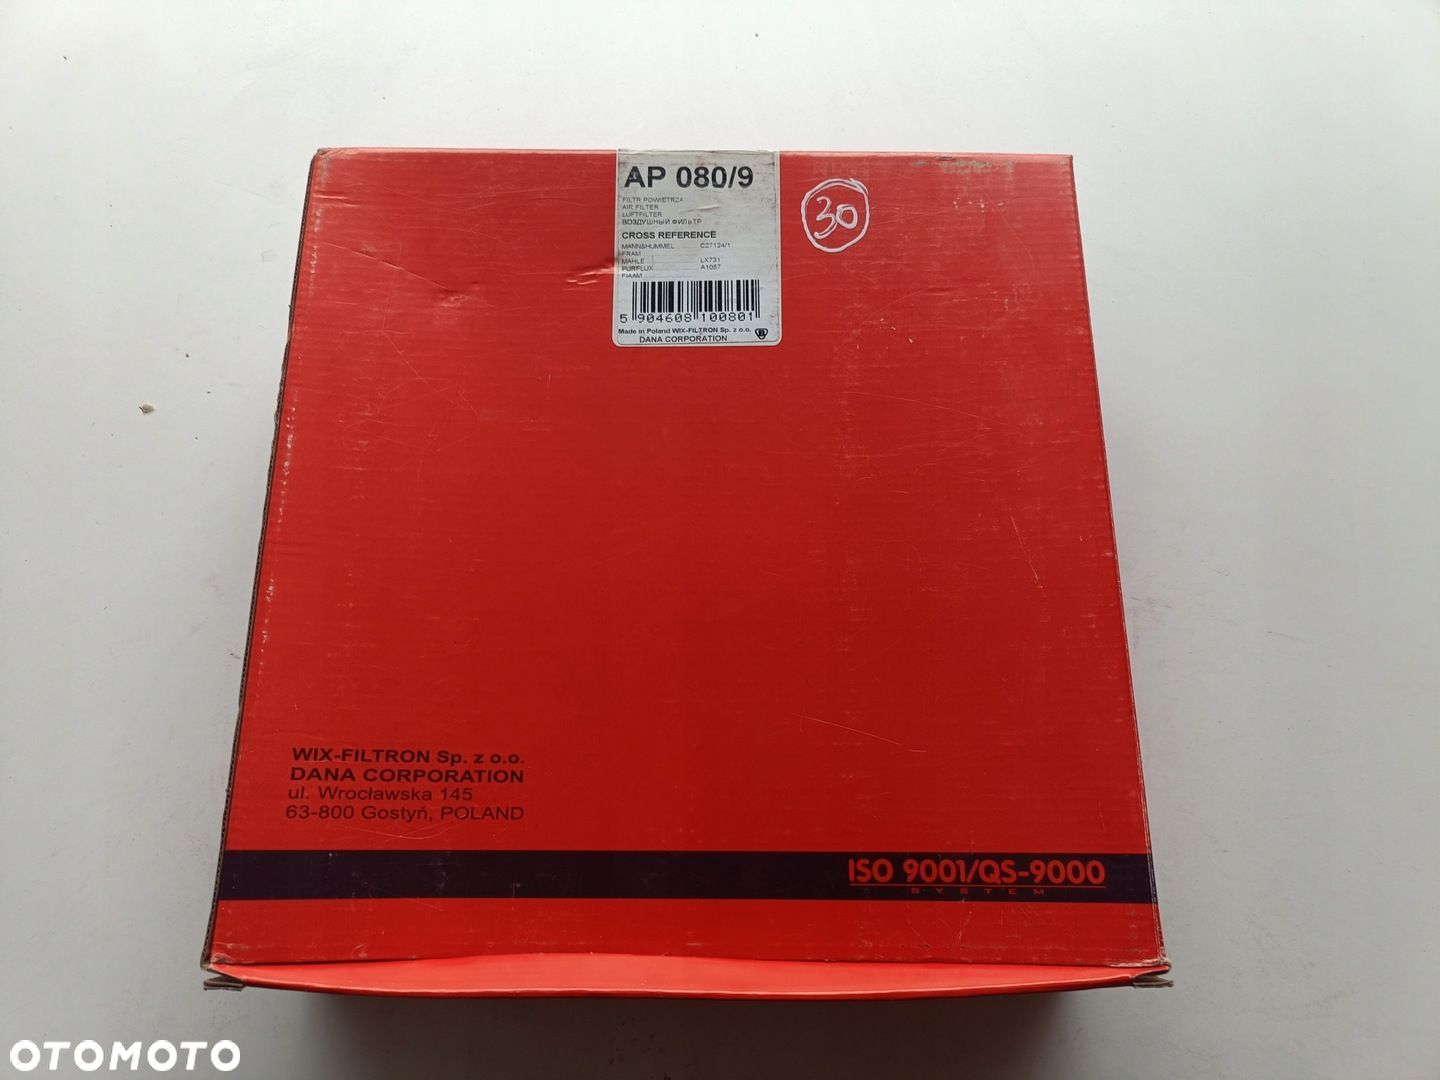 AP 080/9
FILTR POWIETRZA
AIR FILTER
LUFTFILTER
ВОЗДУШНЫЙ ФИЛЬТР
CROSS REFERENCE
MANN&HUMMEL C27124/1
FRAM
MAHLE LX731
PURFLUX A1057
FIAAM
5 904608 100801
Made in Poland WIX-FILTRON Sp. z o.o.
DANA CORPORATION
30
WIX-FILTRON Sp. z o.o.
DANA CORPORATION
ul. Wrocławska 145
63-800 Gostyń, POLAND
ISO 9001/QS-9000
SYSTEM
OTOMOTO